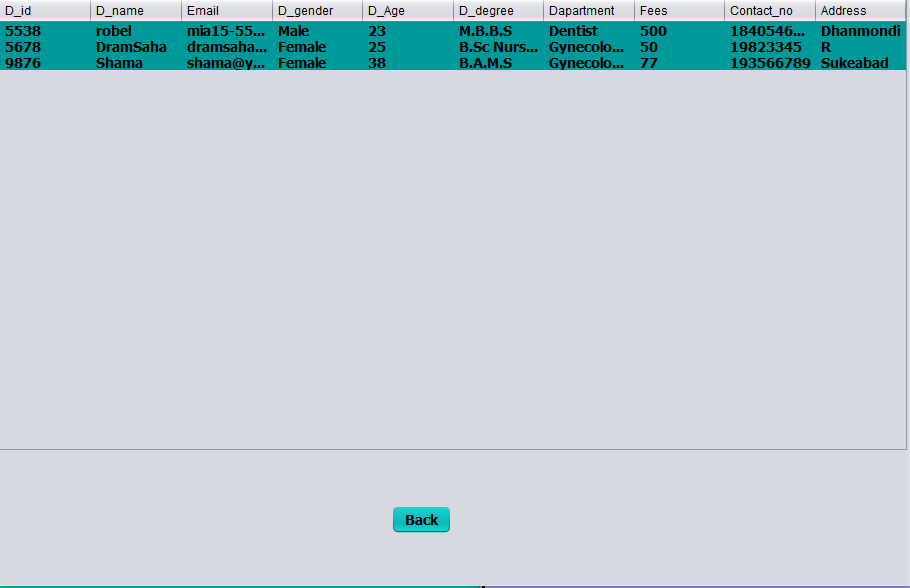 D_id D_name Email D_gender D_Age D_degree Dapartment Fees Contact_no Address
5538 robel mia15-55... Male 23 M.B.B.S Dentist 500 1840546... Dhanmondi
5678 DramSaha dramsaha... Female 25 B.Sc Nurs... Gynecolo... 50 19823345 R
9876 Shama shama@y... Female 38 B.A.M.S Gynecolo... 77 193566789 Sukeabad
Back